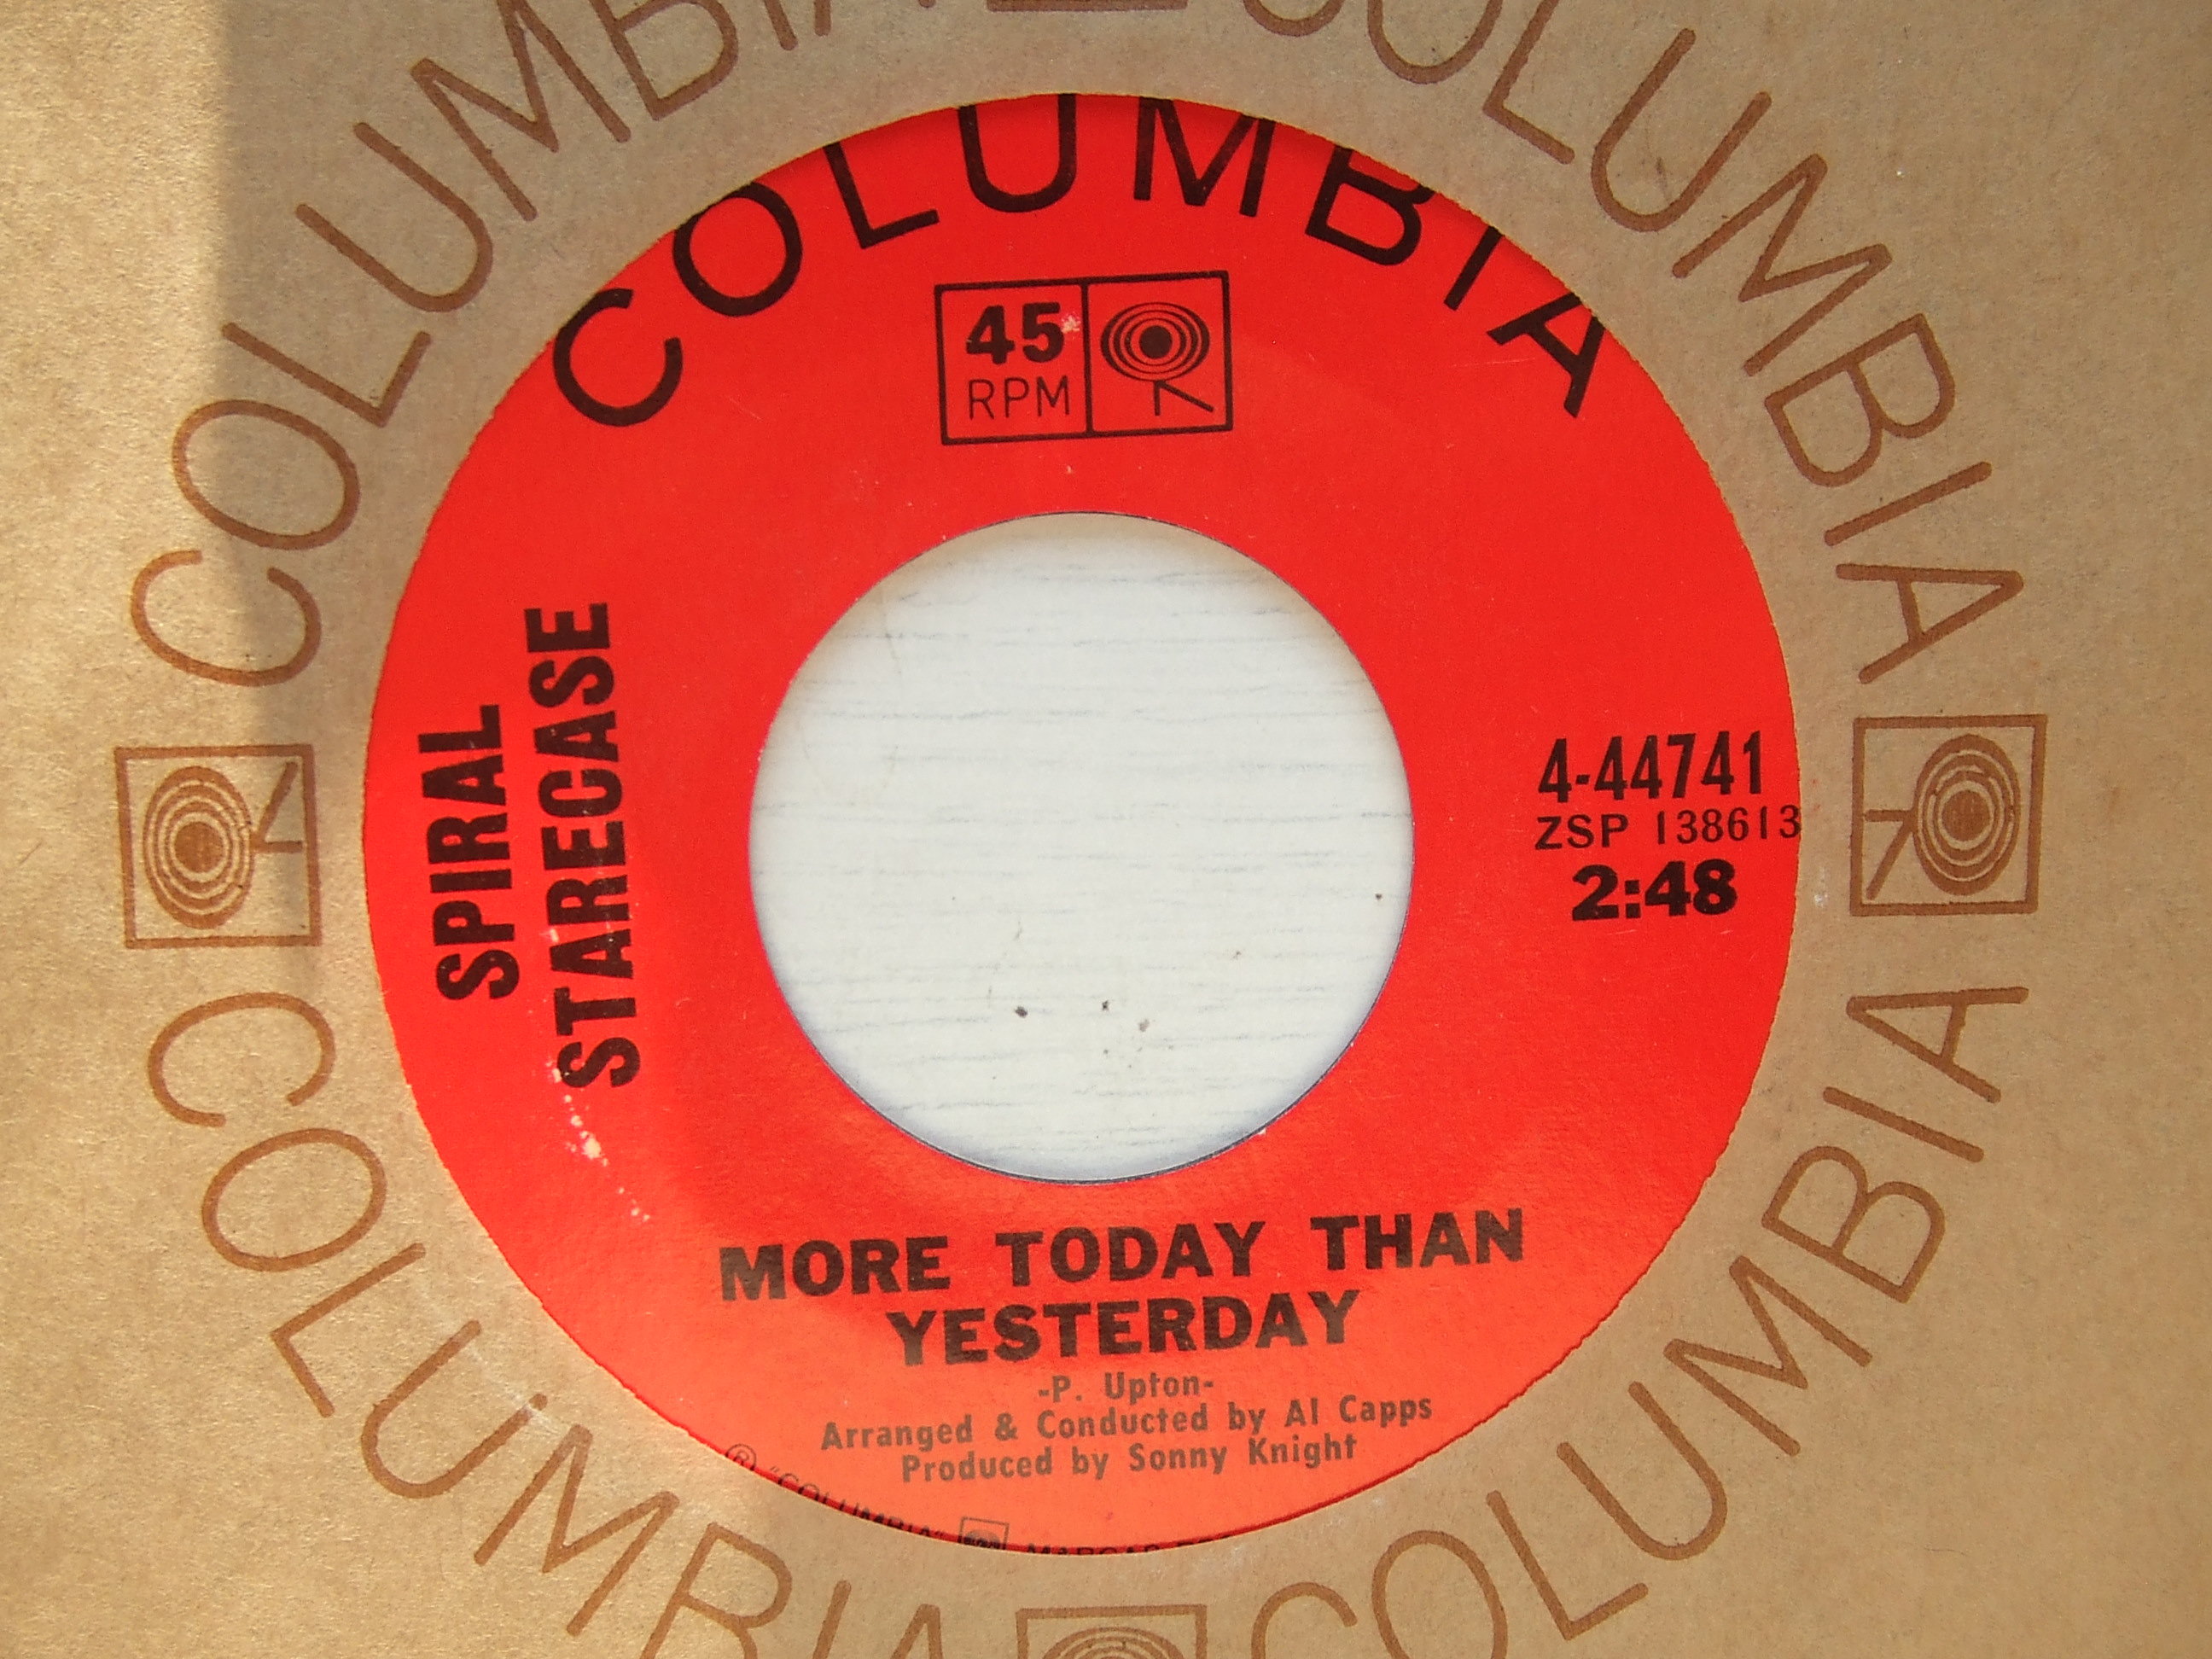 COLUMBIA
COLUMBIA
COLUMBIA
45
RPM
SPIRAL
STARECASE
4-44741
ZSP 138613
2:48
MORE TODAY THAN
YESTERDAY
-P. Upton-
Arranged & Conducted by Al Capps
Produced by Sonny Knight
® "COLUMBIA" MARCAS
COLUMBIA
COLUMBIA